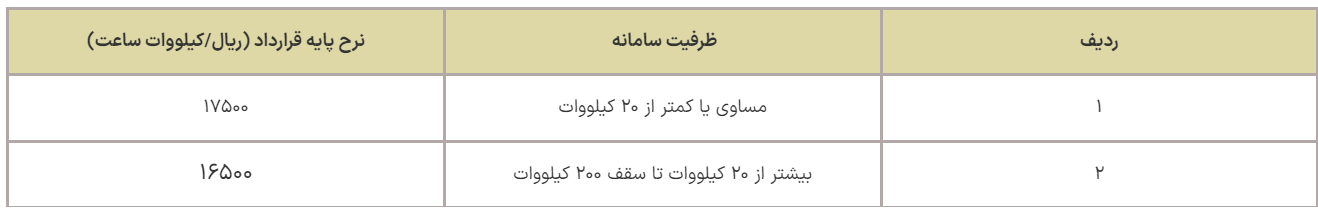 ردیف ظرفیت سامانه نرح پایه قرارداد (ریال/کیلووات ساعت)
۱ مساوی یا کمتر از ۲۰ کیلووات ۱۷۵۰۰
۲ بیشتر از ۲۰ کیلووات تا سقف ۲۰۰ کیلووات ۱۶۵۰۰